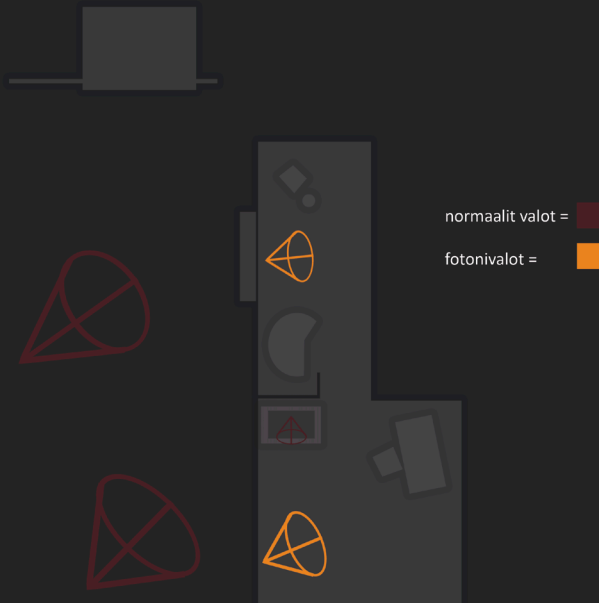 normaalit valot =
fotonivalot =